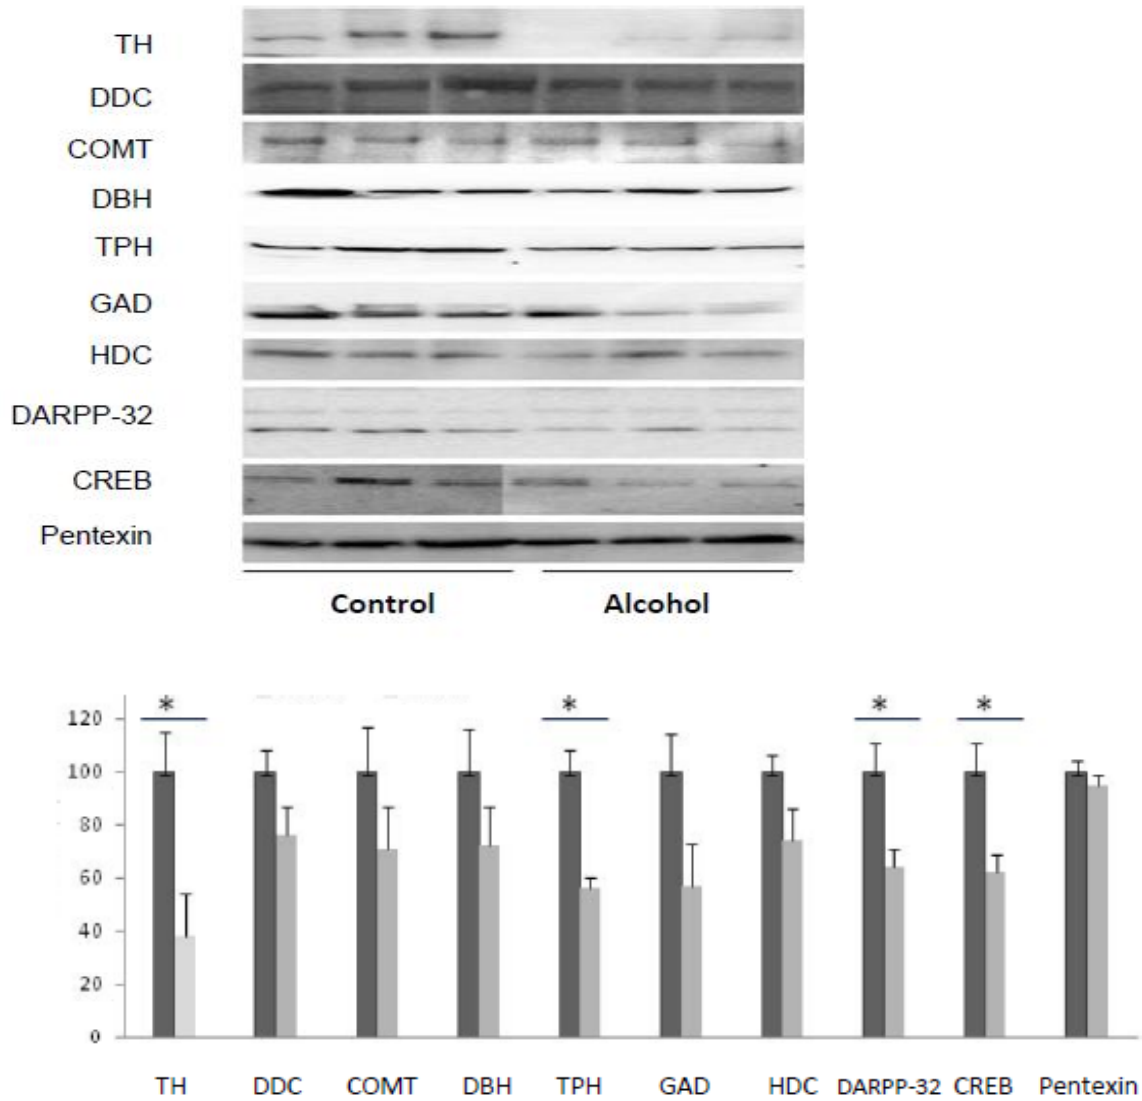 TH
DDC
COMT
DBH
TPH
GAD
HDC
DARPP-32
CREB
Pentexin
Control Alcohol
* * * *
120
100
80
60
40
20
0
TH DDC COMT DBH TPH GAD HDC DARPP-32 CREB Pentexin